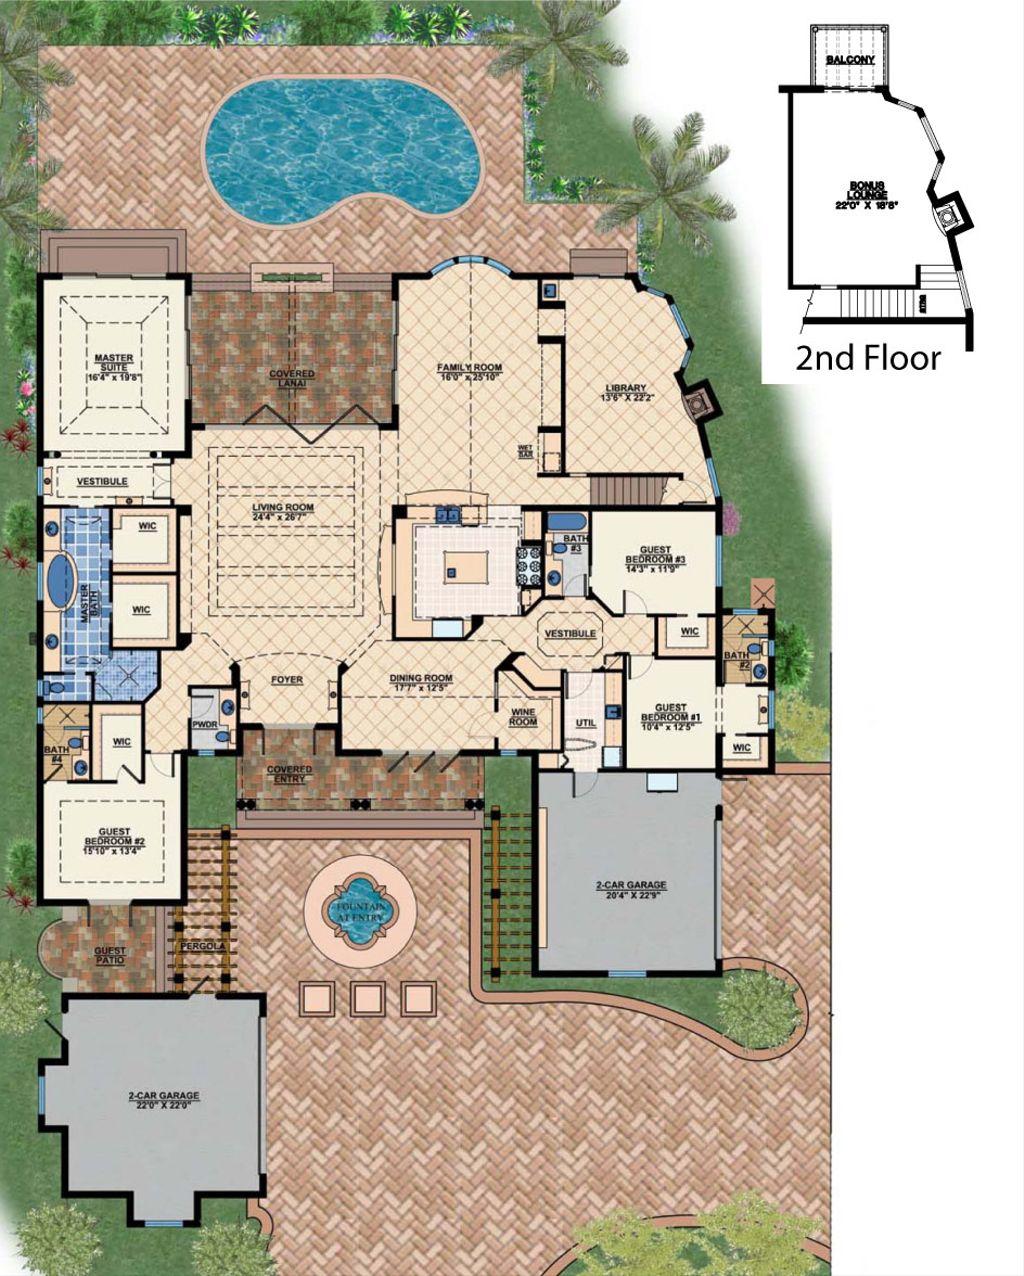 BALCONY
BONUS
LOUNGE
22'0" X 18'8"
2nd Floor
MASTER
SUITE
16'4" x 19'8"
COVERED
LANAI
FAMILY ROOM
16'0" x 25'10"
LIBRARY
13'6" X 22'2"
WET
BAR
VESTIBULE
LIVING ROOM
24'4" x 26'7"
WIC
WIC
MASTER
BATH
BATH
#3
GUEST
BEDROOM #3
14'3" x 11'9"
VESTIBULE
WIC
BATH
#2
FOYER
DINING ROOM
17'7" x 12'5"
WINE
ROOM
UTIL
GUEST
BEDROOM #1
10'4" x 12'5"
WIC
PWDR
BATH
#4
WIC
COVERED
ENTRY
GUEST
BEDROOM #2
15'10" x 13'4"
2-CAR GARAGE
20'4" X 22'9"
FOUNTAIN
AT ENTRY
GUEST
PATIO
PERGOLA
2-CAR GARAGE
22'0" X 22'0"